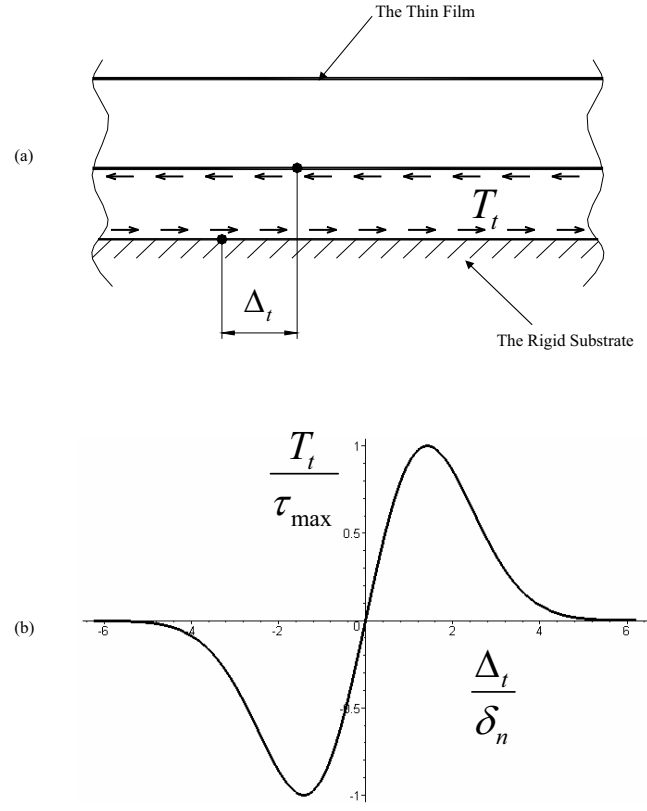 The Thin Film
(a)
T_t
Δ_t
The Rigid Substrate
T_t
τ_max
1
0.5
(b)
-6 -4 -2 0 2 4 6
Δ_t
δ_n
-0.5
-1